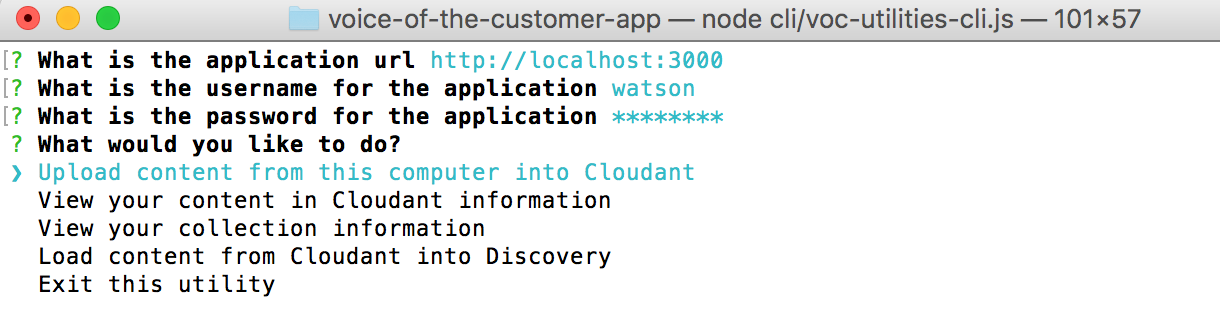 voice-of-the-customer-app — node cli/voc-utilities-cli.js — 101×57
[? What is the application url http://localhost:3000
[? What is the username for the application watson
[? What is the password for the application ********
? What would you like to do?
❯ Upload content from this computer into Cloudant
View your content in Cloudant information
View your collection information
Load content from Cloudant into Discovery
Exit this utility